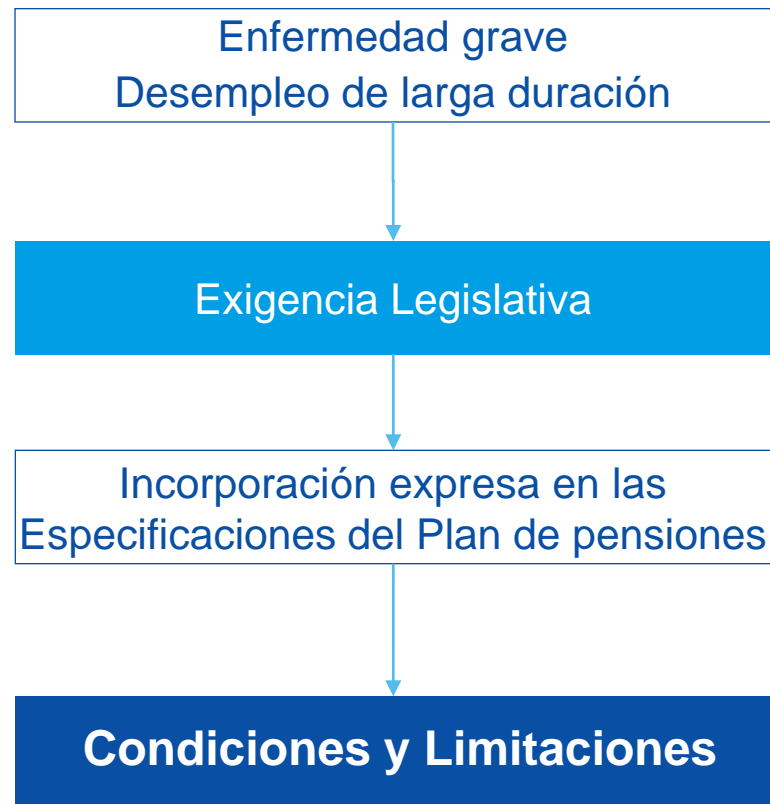 Enfermedad grave
Desempleo de larga duración
Exigencia Legislativa
Incorporación expresa en las
Especificaciones del Plan de pensiones
Condiciones y Limitaciones